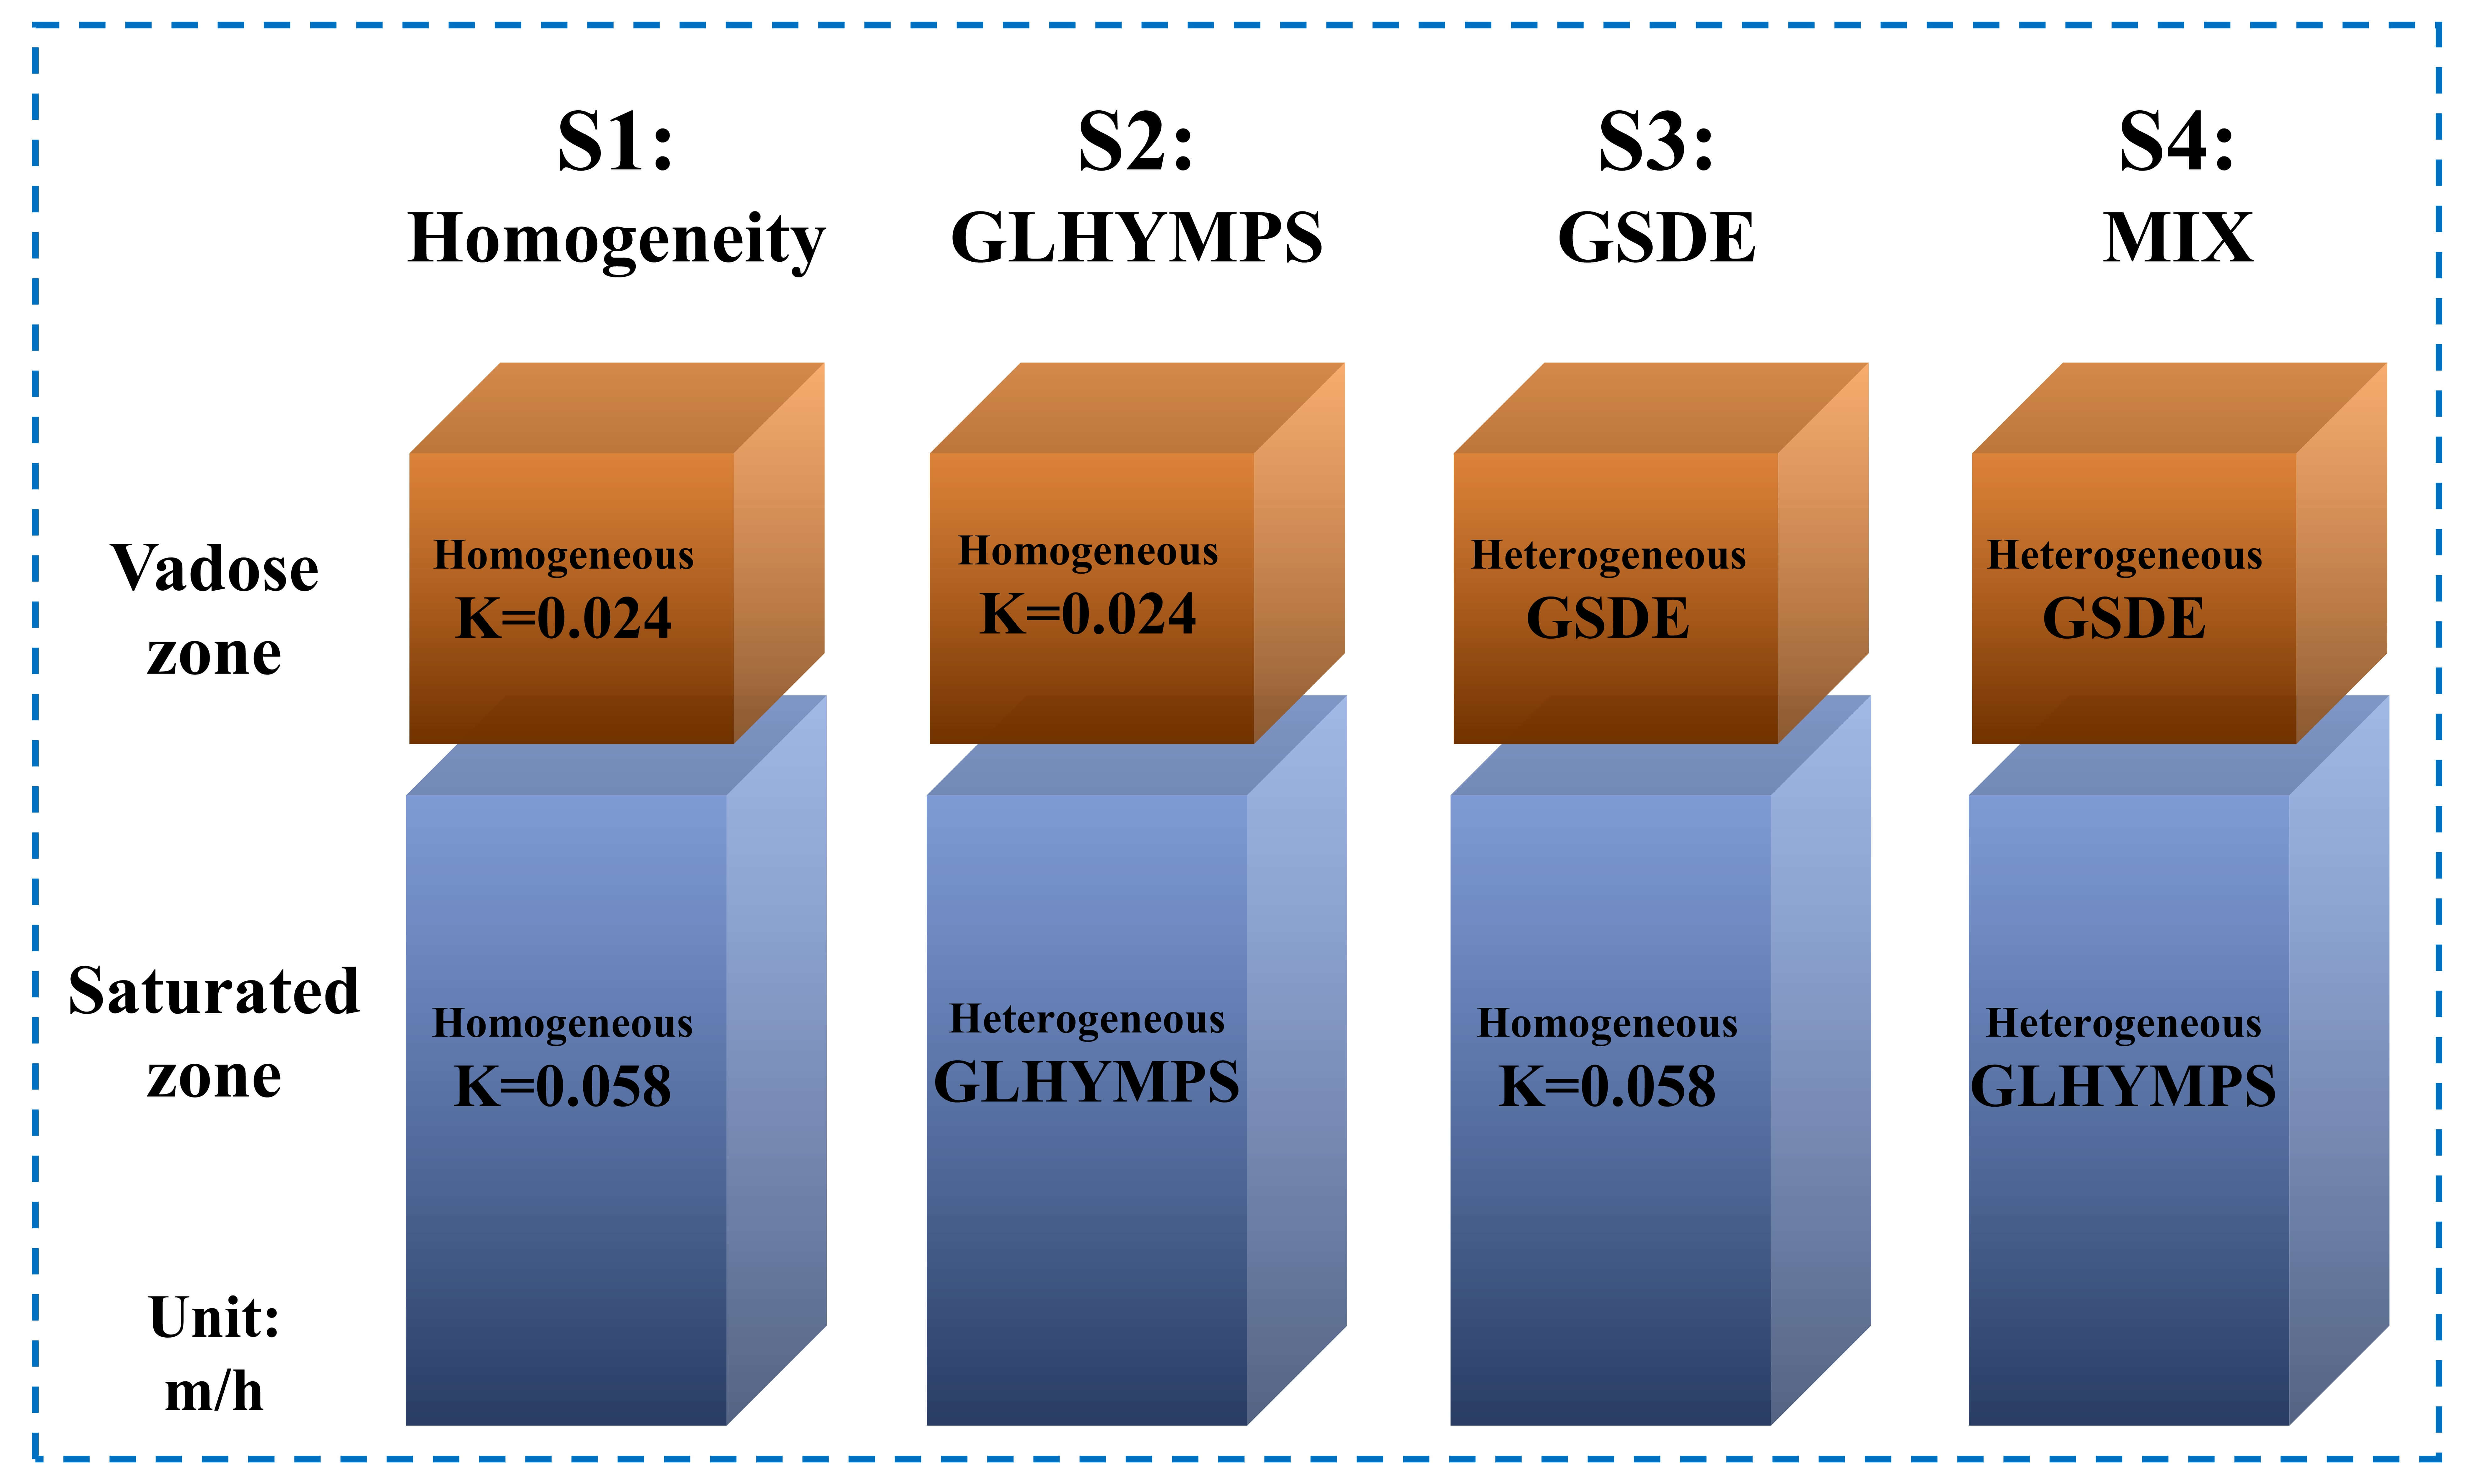 S1:
Homogeneity
S2:
GLHYMPS
S3:
GSDE
S4:
MIX
Vadose
zone
Homogeneous
K=0.024
Homogeneous
K=0.024
Heterogeneous
GSDE
Heterogeneous
GSDE
Saturated
zone
Homogeneous
K=0.058
Heterogeneous
GLHYMPS
Homogeneous
K=0.058
Heterogeneous
GLHYMPS
Unit:
m/h